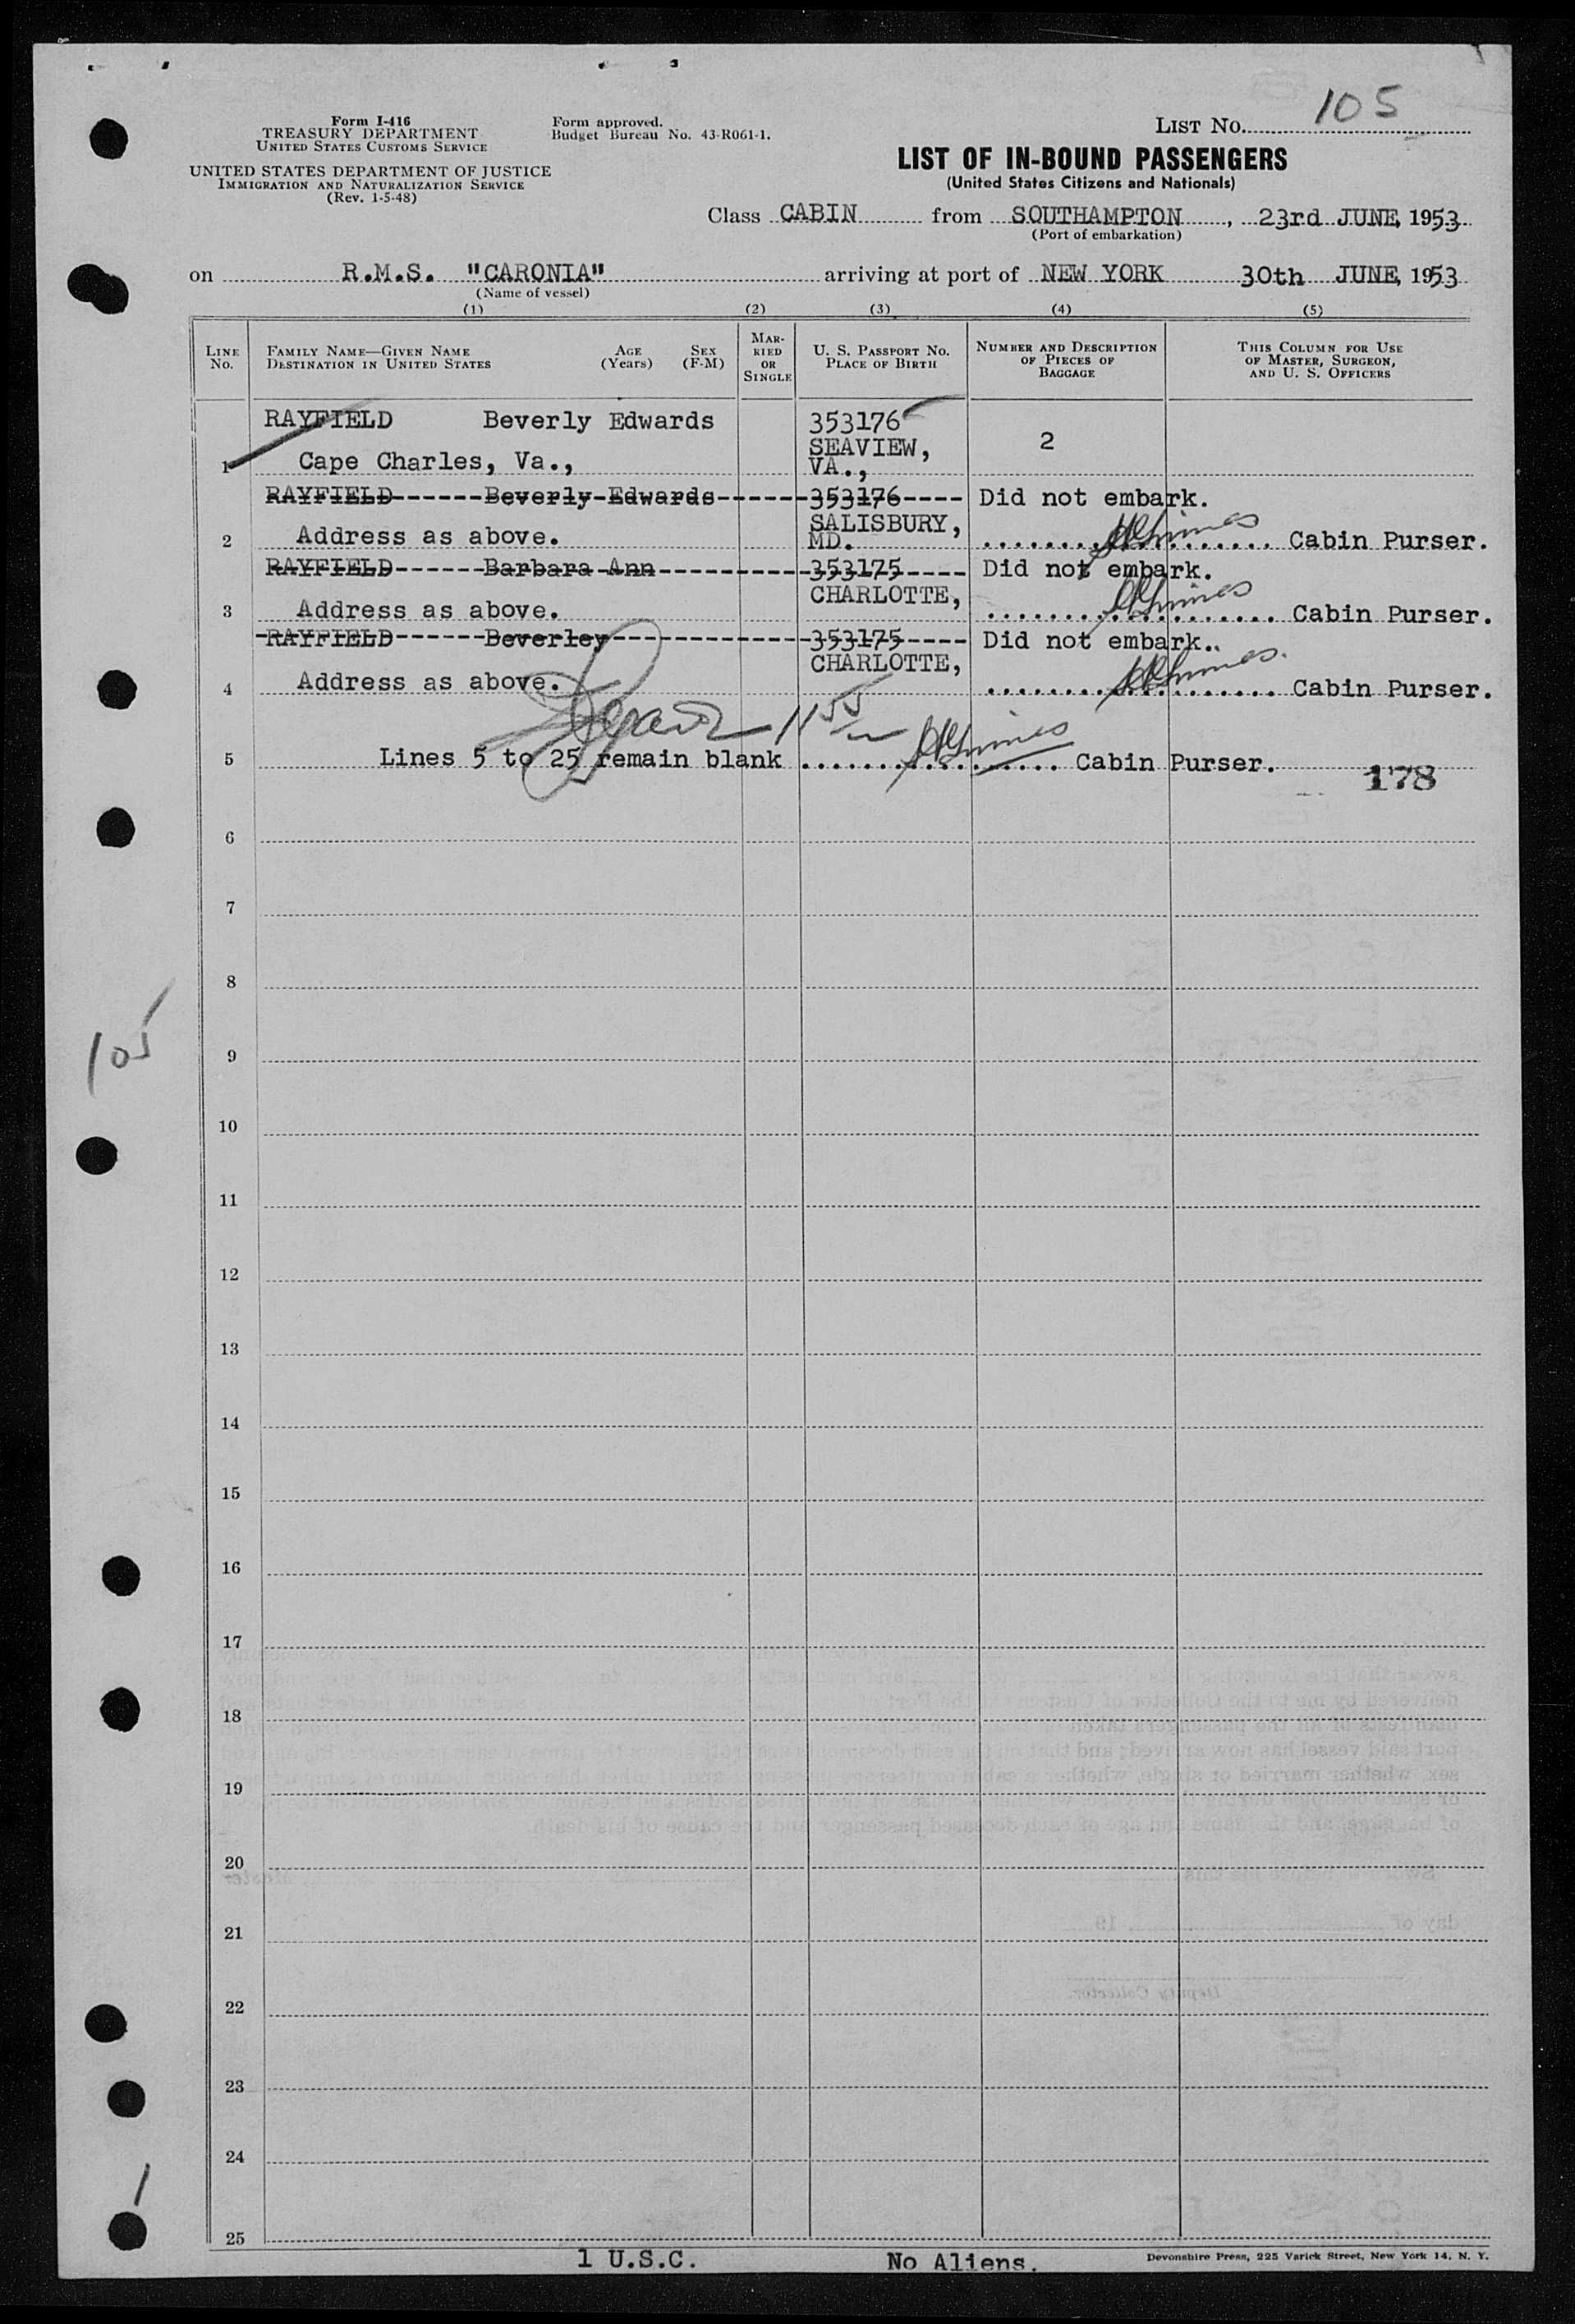 105
Form I-416
TREASURY DEPARTMENT
UNITED STATES CUSTOMS SERVICE
UNITED STATES DEPARTMENT OF JUSTICE
IMMIGRATION AND NATURALIZATION SERVICE
(Rev. 1-5-48)
Form approved.
Budget Bureau No. 43-R061-1.
LIST No.
LIST OF IN-BOUND PASSENGERS
(United States Citizens and Nationals)
Class CABIN from SOUTHAMPTON, 23rd JUNE, 1953
(Port of embarkation)
on R.M.S. "CARONIA" arriving at port of NEW YORK 30th JUNE, 1953
(Name of vessel)
(1) (2) (3) (4) (5)
LINE No.
FAMILY NAME—GIVEN NAME
DESTINATION IN UNITED STATES
AGE (Years)
SEX (F-M)
MARRIED OR SINGLE
U. S. PASSPORT NO.
PLACE OF BIRTH
NUMBER AND DESCRIPTION OF PIECES OF BAGGAGE
THIS COLUMN FOR USE OF MASTER, SURGEON, AND U. S. OFFICERS
RAYFIELD Beverly Edwards 353176
SEAVIEW, 2
1 Cape Charles, Va., VA.,
RAYFIELD------Beverly-Edwards------353176---- Did not embark.
SALISBURY,
2 Address as above. MD. Cabin Purser.
RAYFIELD------Barbara Ann----------353175---- Did not embark.
CHARLOTTE,
3 Address as above. Cabin Purser.
RAYFIELD------Beverley-------------353175---- Did not embark..
CHARLOTTE,
4 Address as above. Cabin Purser.
1155
5 Lines 5 to 25 remain blank Cabin Purser.
178
6
7
8
9
105
10
11
12
13
14
15
16
17
18
19
20
21
22
23
24
25
1 U.S.C. No Aliens.
Devonshire Press, 225 Varick Street, New York 14, N. Y.